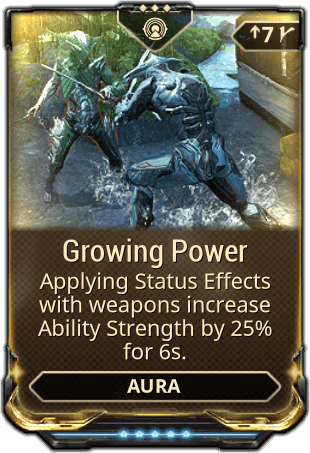 7
Growing Power
Applying Status Effects
with weapons increase
Ability Strength by 25%
for 6s.
AURA